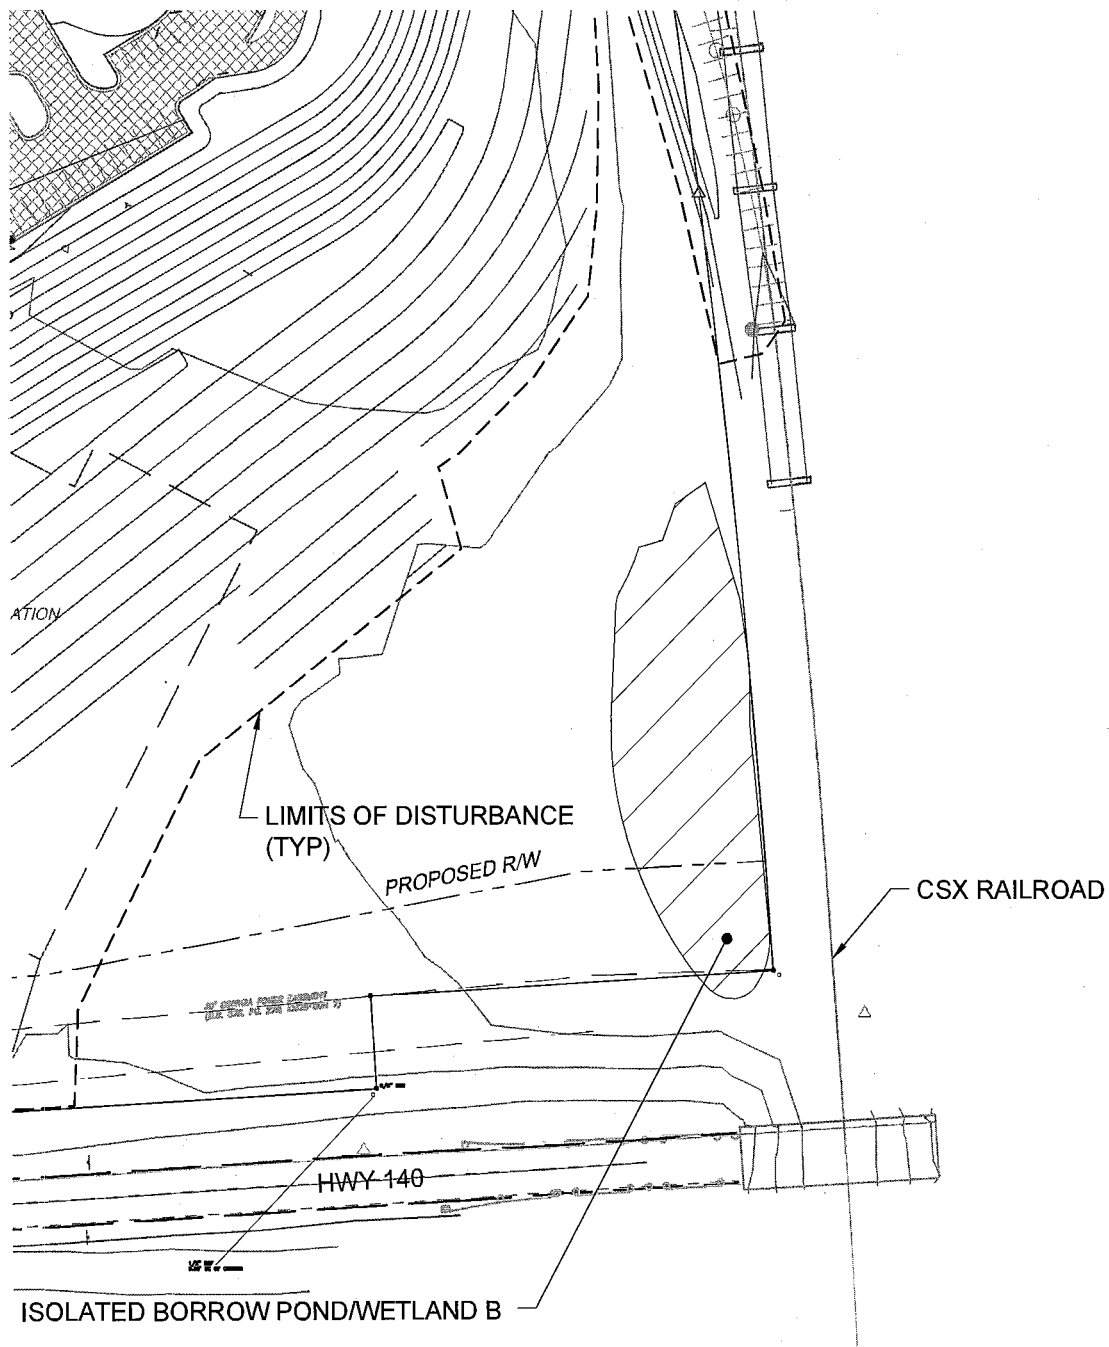 ATION
LIMITS OF DISTURBANCE
(TYP)
PROPOSED R/W
CSX RAILROAD
HWY 140
ISOLATED BORROW POND/WETLAND B